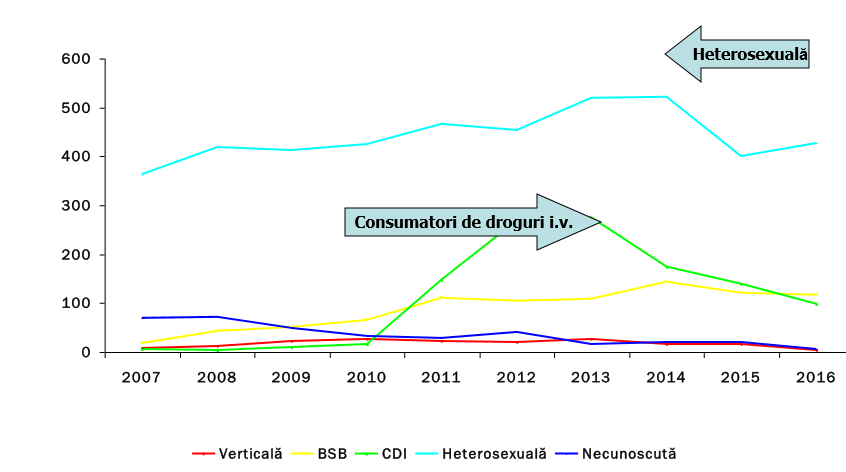 Heterosexuală
600
500
400
300
200
100
0
Consumatori de droguri i.v.
2007 2008 2009 2010 2011 2012 2013 2014 2015 2016
Verticală BSB CDI Heterosexuală Necunoscută